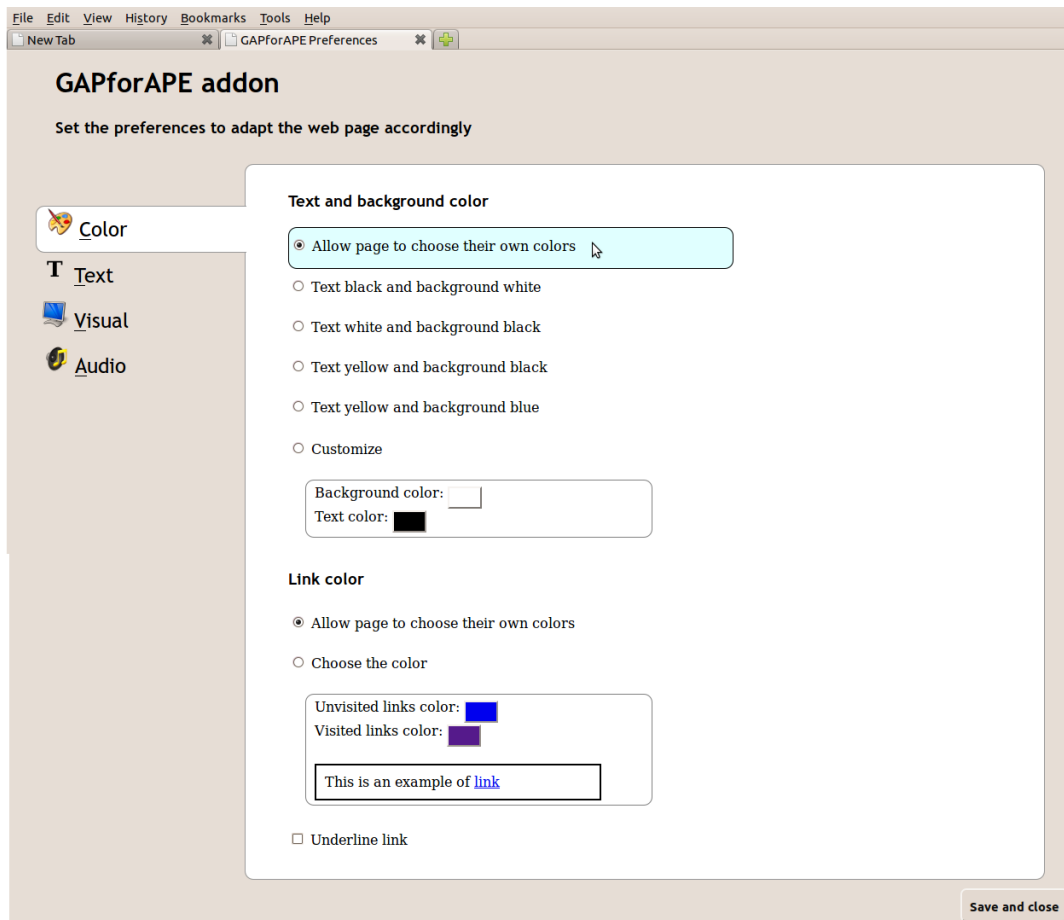 File Edit View History Bookmarks Tools Help
New Tab GAPforAPE Preferences
GAPforAPE addon
Set the preferences to adapt the web page accordingly
Color
Text
Visual
Audio
Text and background color
Allow page to choose their own colors
Text black and background white
Text white and background black
Text yellow and background black
Text yellow and background blue
Customize
Background color:
Text color:
Link color
Allow page to choose their own colors
Choose the color
Unvisited links color:
Visited links color:
This is an example of link
Underline link
Save and close